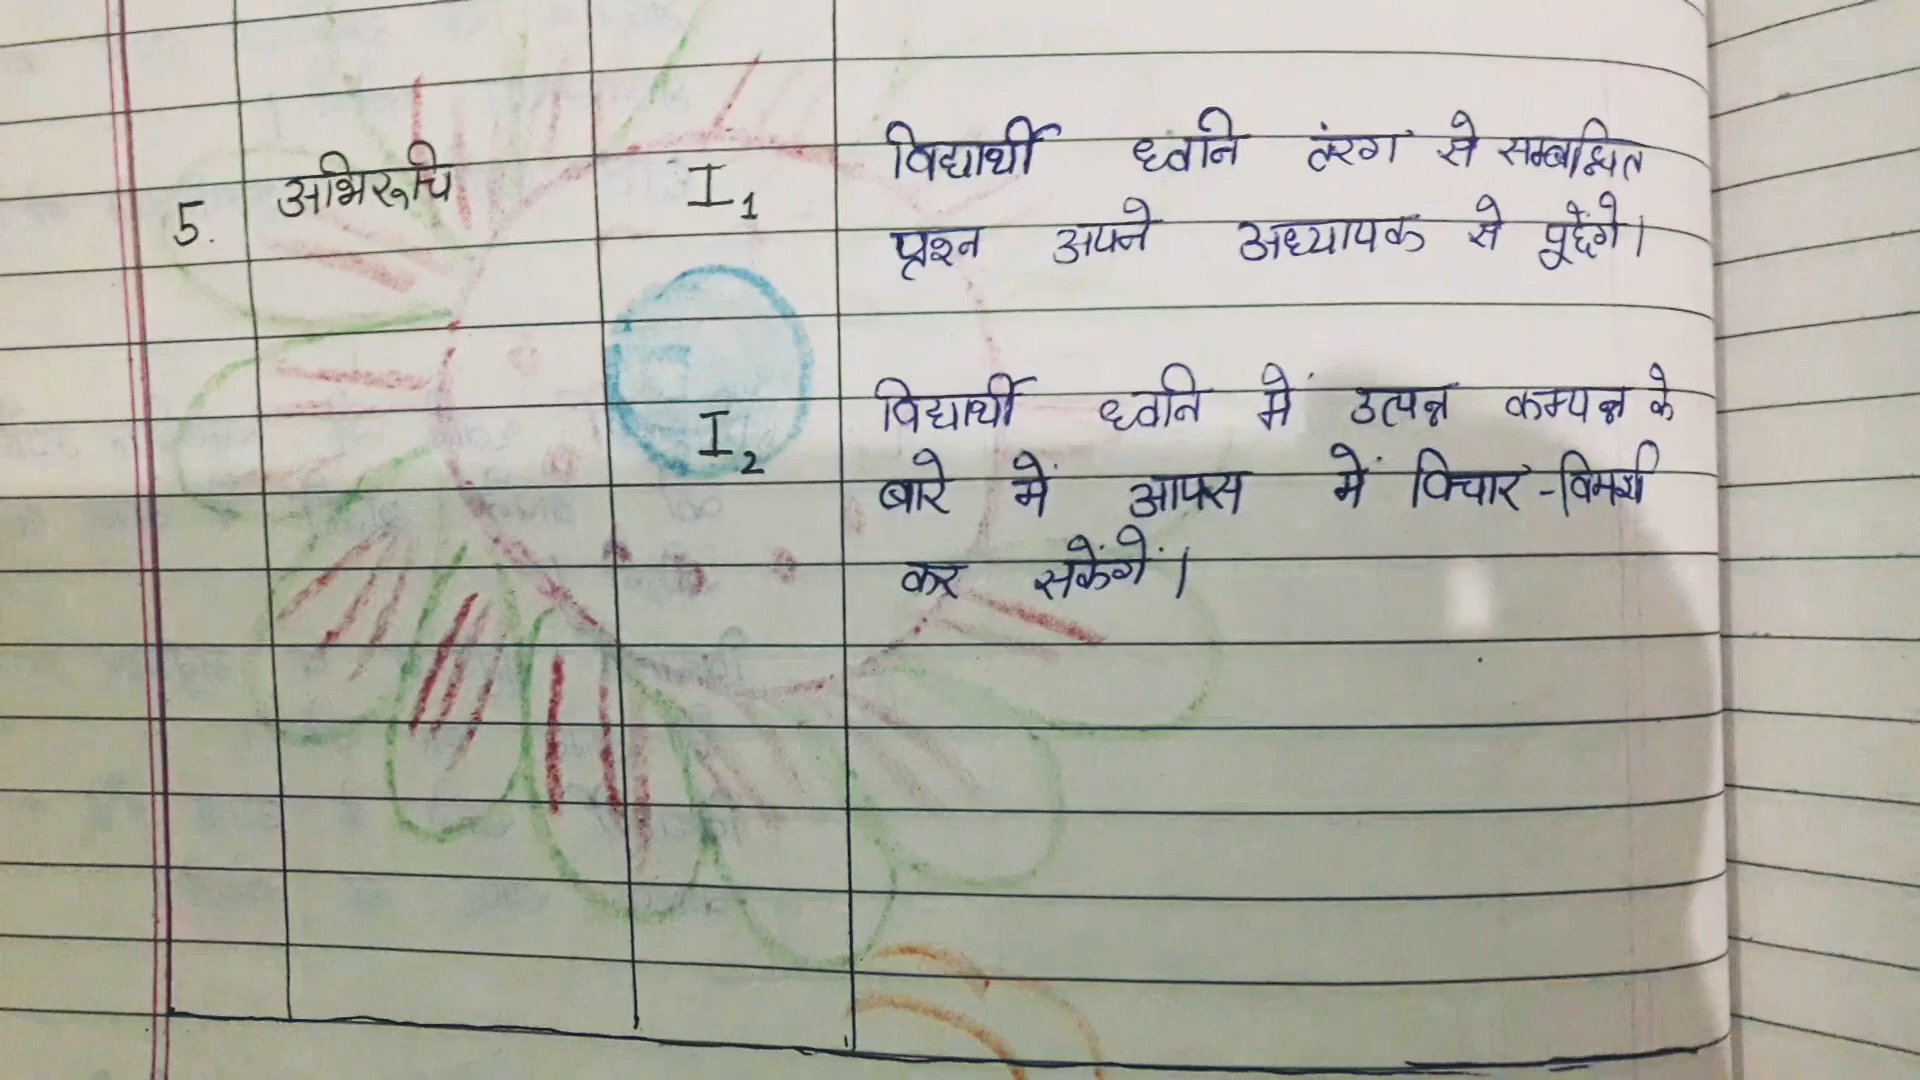 5. अभिरूचि I1 विद्यार्थी ध्वनि तंरग से सम्बन्धित
प्रश्न अपने अध्यापक से पूछेंगे।
I2 विद्यार्थी ध्वनि में उत्पन्न कम्पन्न के
बारे में आपस में विचार-विमर्श
कर सकेंगें।